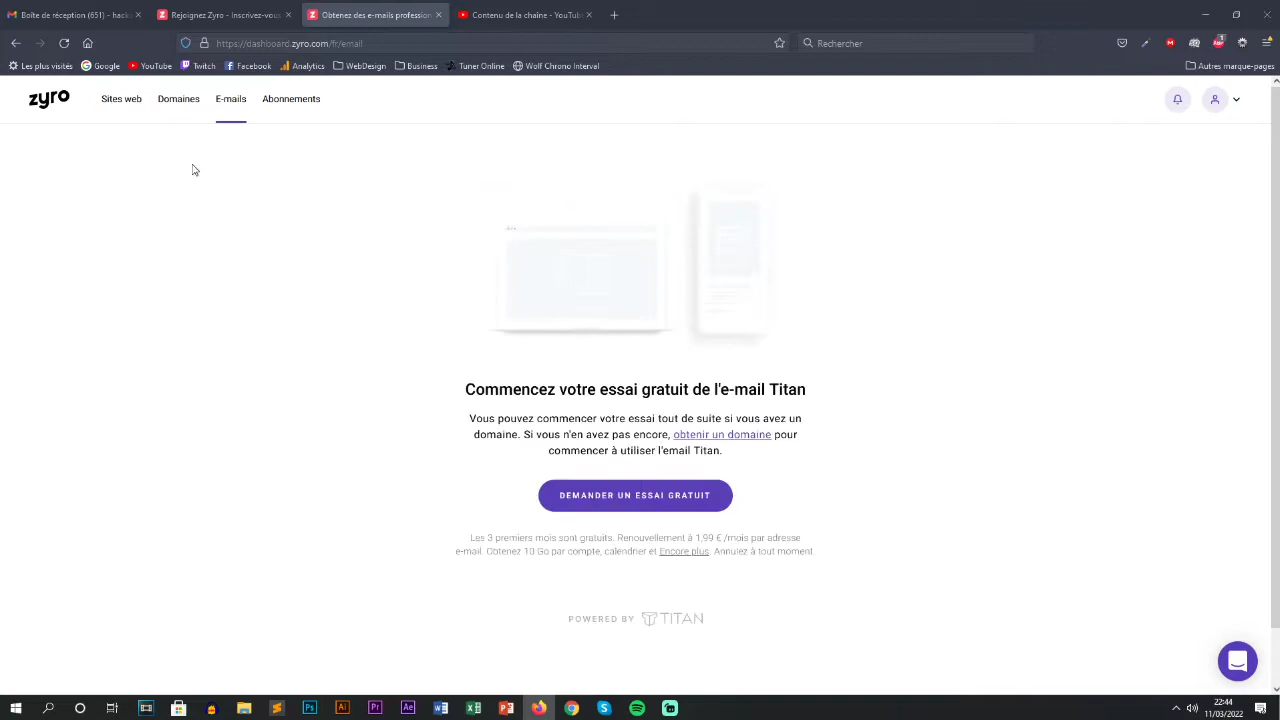 Boîte de réception (651) - hack
Rejoignez Zyro - Inscrivez-vous
Obtenez des e-mails profession
Contenu de la chaîne - YouTube
https://dashboard.zyro.com/fr/email
Rechercher
Les plus visités
Google
YouTube
Twitch
Facebook
Analytics
WebDesign
Business
Tuner Online
Wolf Chrono Interval
Autres marque-pages
zyro
Sites web
Domaines
E-mails
Abonnements
Commencez votre essai gratuit de l'e-mail Titan
Vous pouvez commencer votre essai tout de suite si vous avez un
domaine. Si vous n'en avez pas encore, obtenir un domaine pour
commencer à utiliser l'email Titan.
DEMANDER UN ESSAI GRATUIT
Les 3 premiers mois sont gratuits. Renouvellement à 1,99 € /mois par adresse
e-mail. Obtenez 10 Go par compte, calendrier et Encore plus. Annulez à tout moment.
POWERED BY TITAN
22:44
11/03/2022